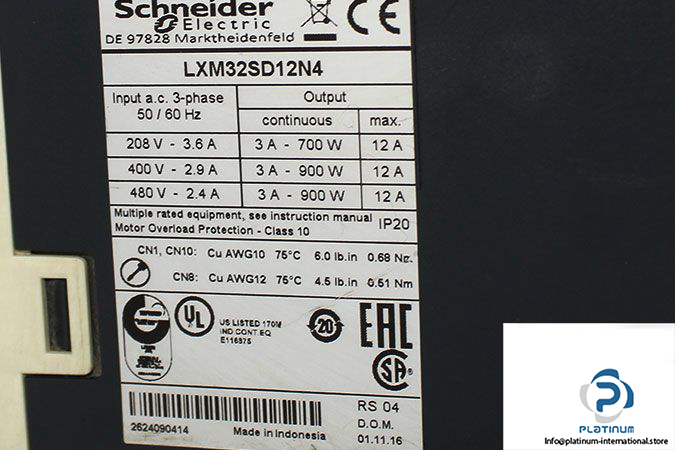 Schneider
Electric
DE 97828 Marktheidenfeld
CE
LXM32SD12N4
Input a.c. 3-phase
50 / 60 Hz
Output
continuous
max.
208 V - 3.6 A
3 A - 700 W
12 A
400 V - 2.9 A
3 A - 900 W
12 A
480 V - 2.4 A
3 A - 900 W
12 A
Multiple rated equipment, see instruction manual
Motor Overload Protection - Class 10
IP20
CN1, CN10: Cu AWG10 75°C 6.0 lb.in 0.68 Nm
CN8: Cu AWG12 75°C 4.5 lb.in 0.51 Nm
UL
US LISTED 170M
IND.CONT.EQ
E116875
20
EAC
SA
®
2624090414
Made in Indonesia
RS 04
D.O.M.
01.11.16
PLATINUM
Info@platinum-international.store